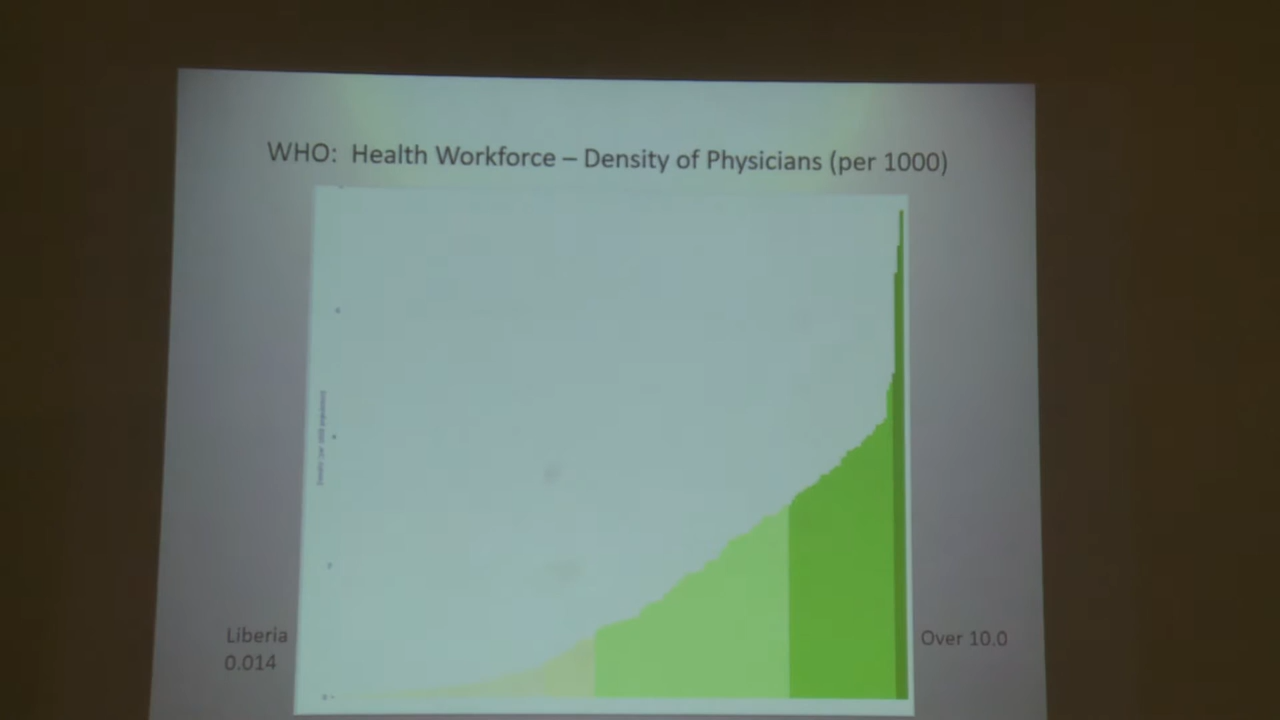 WHO: Health Workforce – Density of Physicians (per 1000)
Liberia
0.014
Over 10.0